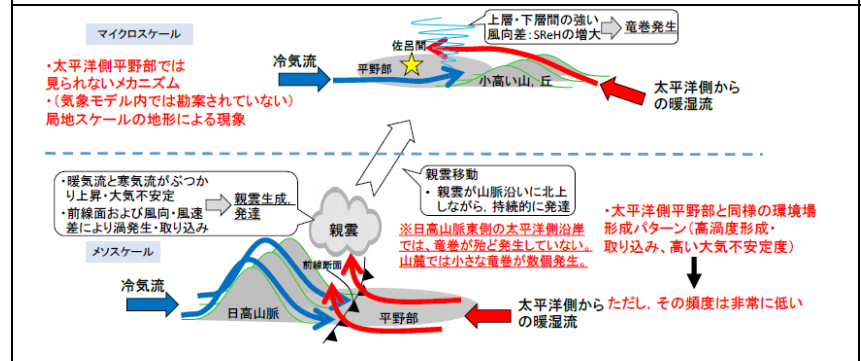 マイクロスケール
・太平洋側平野部では
見られないメカニズム
・(気象モデル内では勘案されていない)
局地スケールの地形による現象
冷気流
佐呂間
平野部
上層・下層間の強い
風向差:SReHの増大
竜巻発生
小高い山,丘
太平洋側から
の暖湿流
・暖気流と寒気流がぶつか
り上昇・大気不安定
・前線面および風向・風速
差により渦発生・取り込み
親雲生成,
発達
親雲
親雲移動
・ 親雲が山脈沿いに北上
しながら,持続的に発達
※日高山脈東側の太平洋側沿岸
では、竜巻が殆ど発生していない。
山麓では小さな竜巻が数個発生。
・太平洋側平野部と同様の環境場
形成パターン(高渦度形成・
取り込み、高い大気不安定度)
ただし,その頻度は非常に低い
メソスケール
冷気流
前線断面
日高山脈
平野部
太平洋側から
の暖湿流